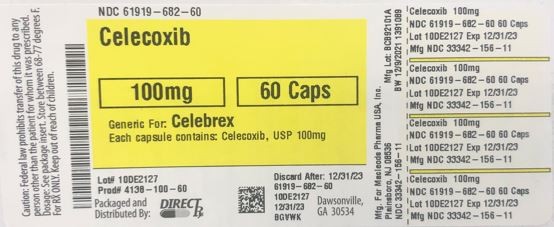 Caution: Federal law prohibits transfer of this drug to any
person other than the patient for whom it was prescribed.
Dosage: See package insert. Store between 68-77 degrees F.
For RX ONLY. Keep out of reach of children.
NDC 61919-682-60
Celecoxib
100mg
60 Caps
Generic For: Celebrex
Each capsule contains: Celecoxib, USP 100mg
Lot# 10DE2127
Prod# 4138-100-60
Packaged and
Distributed By:
DIRECT Rx
Discard After: 12/31/23
61919-682-60
10DE2127
12/31/23
BGVWK
Dawsonville,
GA 30534
Mfg. For Macleods Pharma USA, Inc.
Plainsboro, NJ 08536
NDC 33342-156-11
Mfg Lot: BCB92101A
BW 12/9/2021 1391089
Celecoxib 100mg
NDC 61919-682-60 60 Caps
Lot 10DE2127 Exp 12/31/23
Mfg NDC 33342-156-11
Celecoxib 100mg
NDC 61919-682-60 60 Caps
Lot 10DE2127 Exp 12/31/23
Mfg NDC 33342-156-11
Celecoxib 100mg
NDC 61919-682-60 60 Caps
Lot 10DE2127 Exp 12/31/23
Mfg NDC 33342-156-11
Celecoxib 100mg
NDC 61919-682-60 60 Caps
Lot 10DE2127 Exp 12/31/23
Mfg NDC 33342-156-11